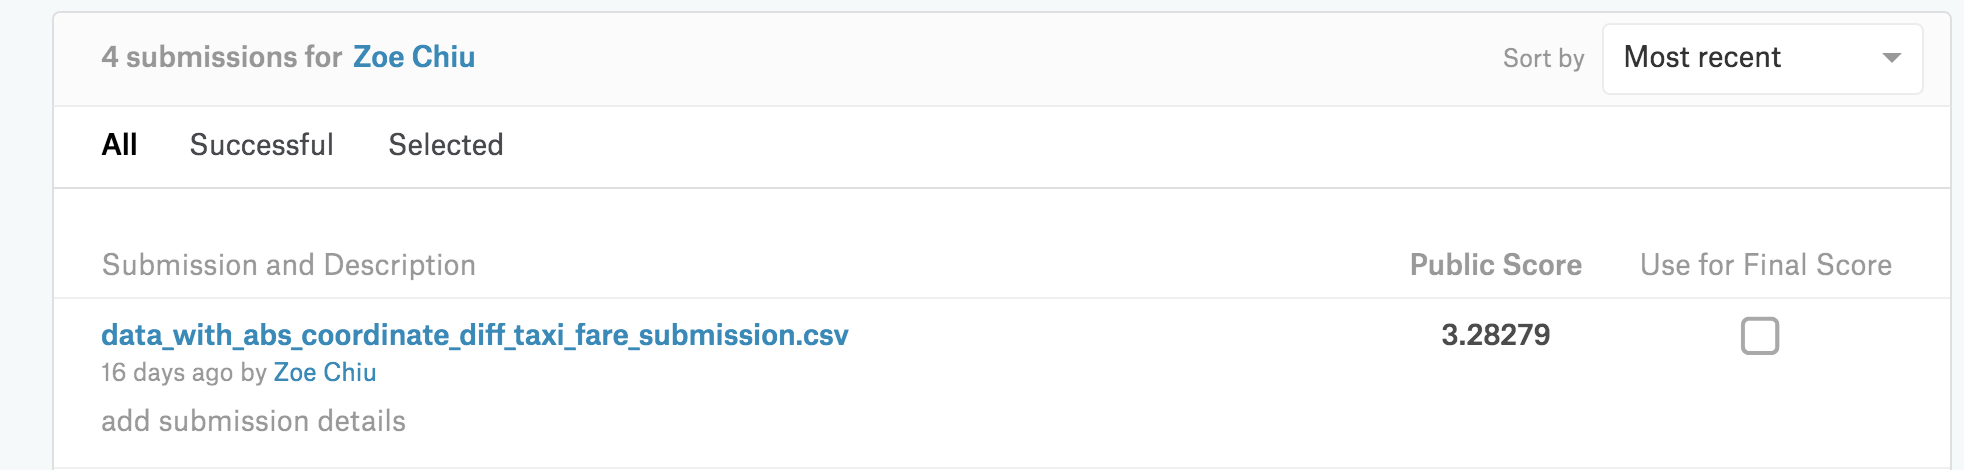 4 submissions for Zoe Chiu
Sort by Most recent
All Successful Selected
Submission and Description Public Score Use for Final Score
data_with_abs_coordinate_diff_taxi_fare_submission.csv 3.28279
16 days ago by Zoe Chiu
add submission details